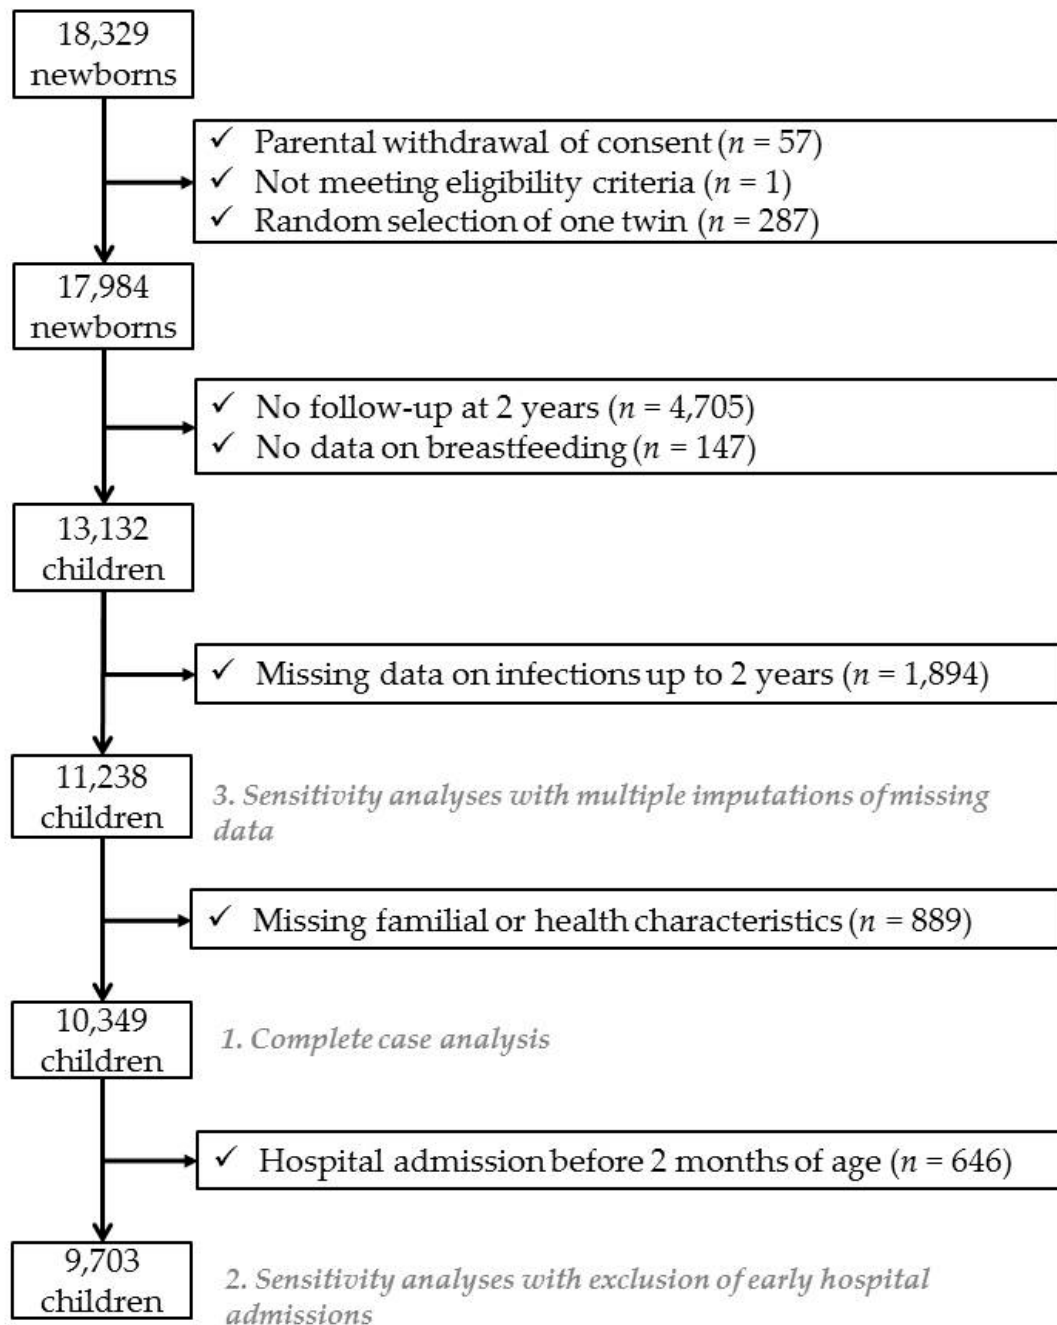 18,329
newborns
✓ Parental withdrawal of consent (n = 57)
✓ Not meeting eligibility criteria (n = 1)
✓ Random selection of one twin (n = 287)
17,984
newborns
✓ No follow-up at 2 years (n = 4,705)
✓ No data on breastfeeding (n = 147)
13,132
children
✓ Missing data on infections up to 2 years (n = 1,894)
11,238
children
3. Sensitivity analyses with multiple imputations of missing
data
✓ Missing familial or health characteristics (n = 889)
10,349
children
1. Complete case analysis
✓ Hospital admission before 2 months of age (n = 646)
9,703
children
2. Sensitivity analyses with exclusion of early hospital
admissions